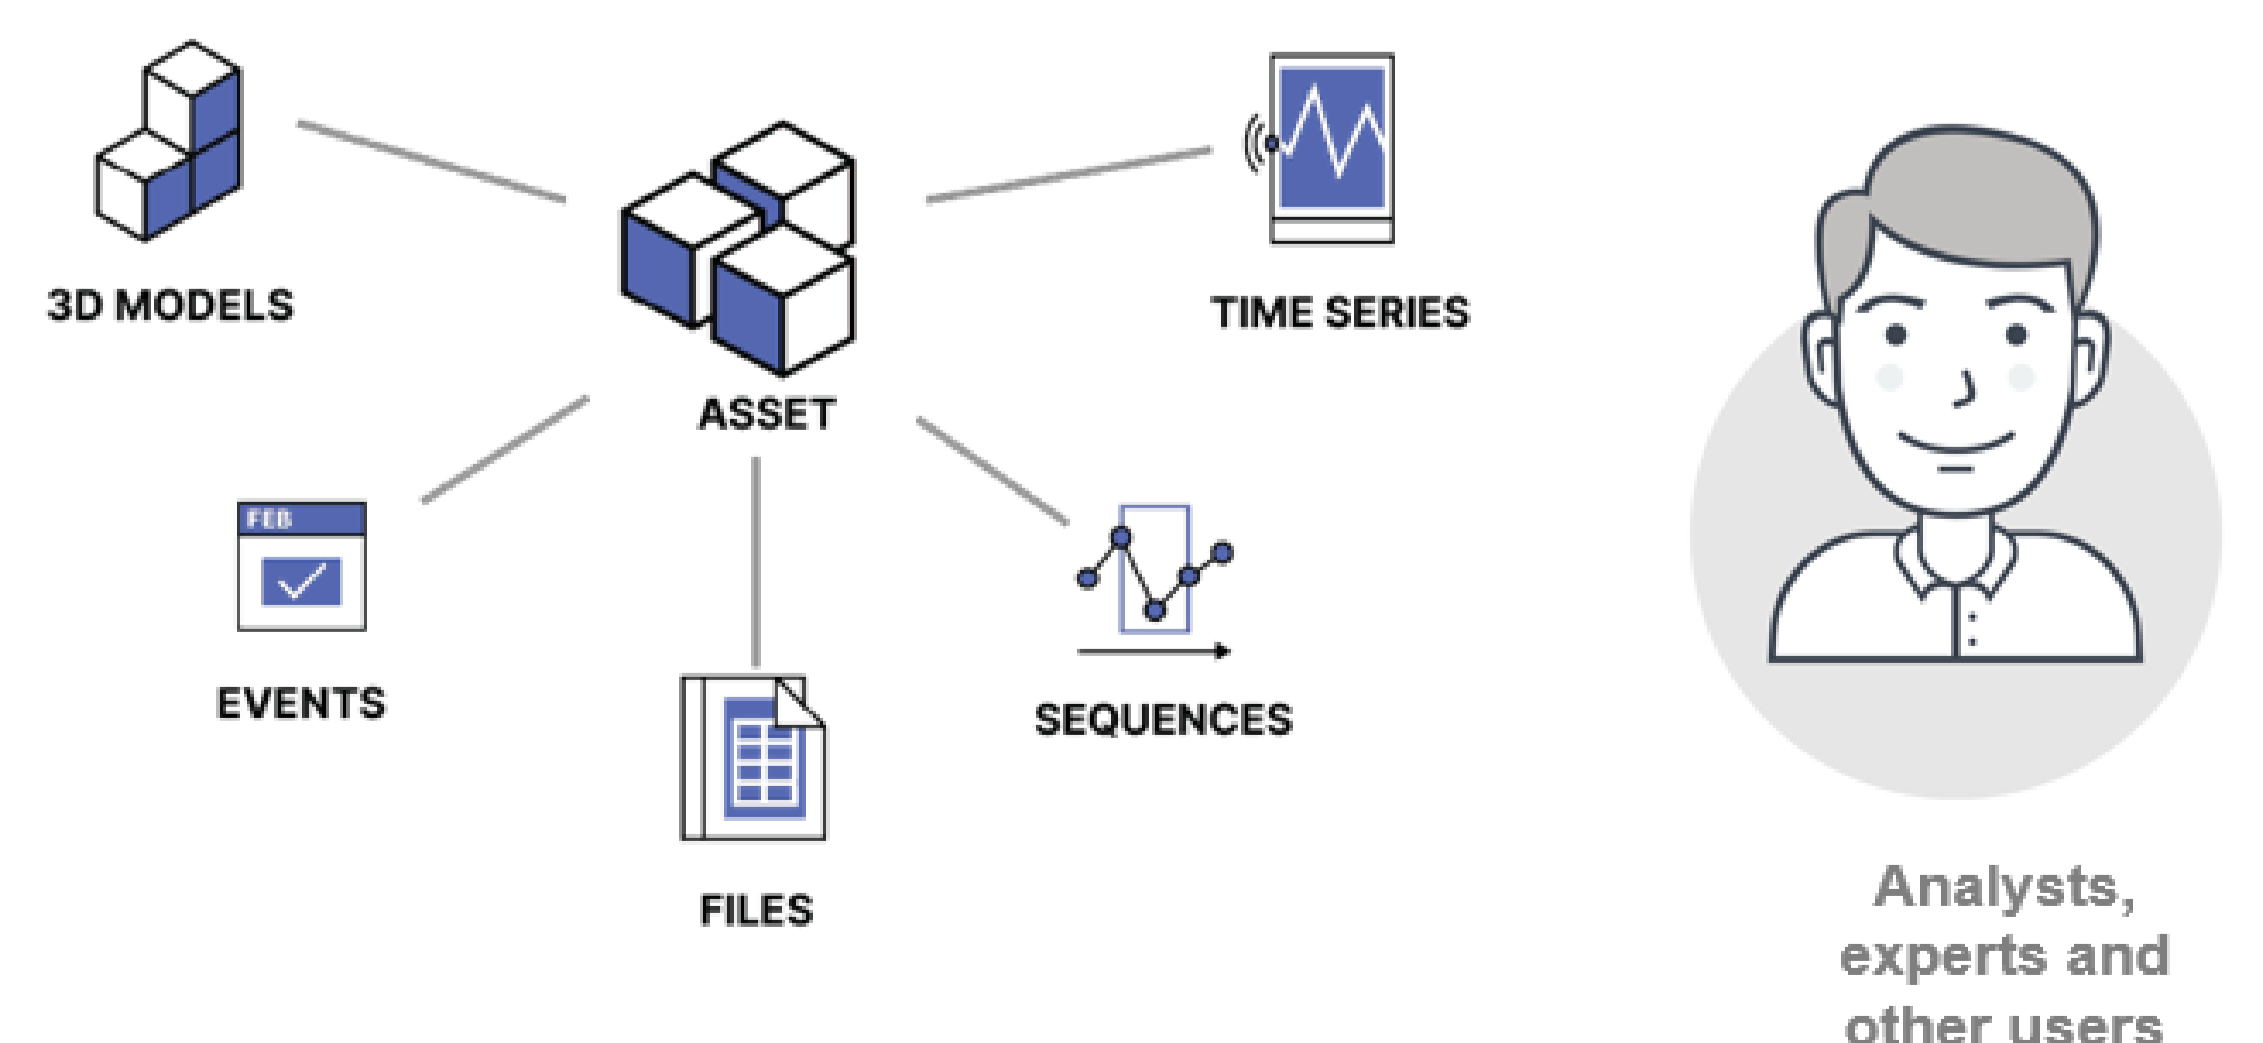 3D MODELS
TIME SERIES
ASSET
FEB
EVENTS
SEQUENCES
FILES
Analysts,
experts and
other users